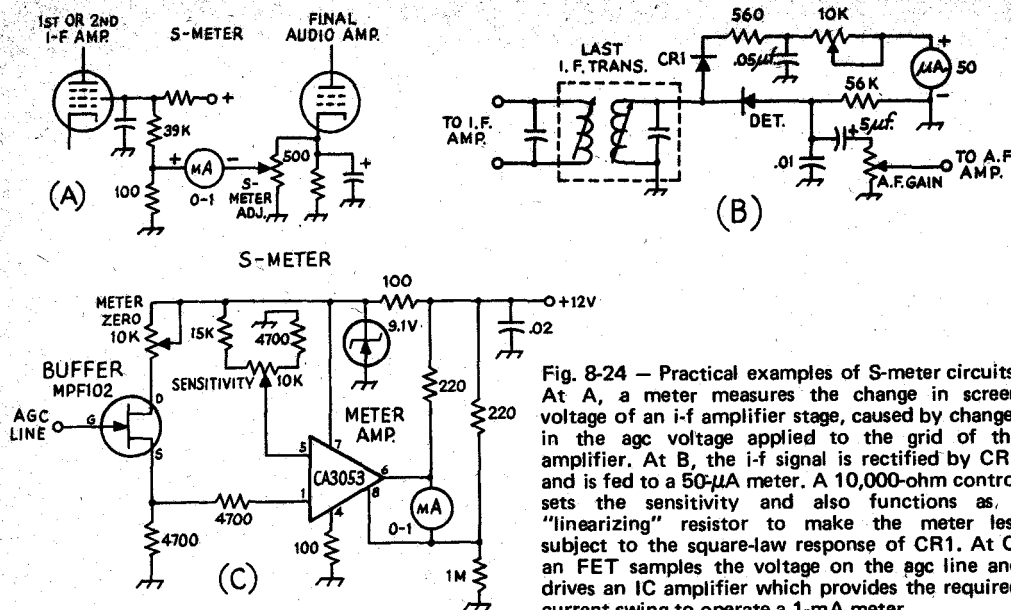 1ST OR 2ND
I-F AMP.
S-METER
FINAL
AUDIO AMP.
+
39K
+
MA
-
0-1
100
500
S-
METER
ADJ.
+
(A)
LAST
I.F. TRANS.
TO I.F.
AMP.
CR1
560
.05µf.
10K
+
µA
50
-
56K
DET.
+
5µf.
.01
A.F. GAIN
TO A.F.
AMP.
(B)
S-METER
METER
ZERO
10K
15K
4700
SENSITIVITY
10K
9.1V
100
+12V
.02
BUFFER
MPF102
AGC
LINE
G
D
S
METER
AMP.
220
220
5
7
CA3053
6
1
4
8
MA
0-1
4700
4700
100
1M
(C)
Fig. 8-24 — Practical examples of S-meter circuits
At A, a meter measures the change in screen
voltage of an i-f amplifier stage, caused by change
in the agc voltage applied to the grid of th
amplifier. At B, the i-f signal is rectified by CR
and is fed to a 50-µA meter. A 10,000-ohm control
sets the sensitivity and also functions as,
"linearizing" resistor to make the meter les
subject to the square-law response of CR1. At C
an FET samples the voltage on the agc line and
drives an IC amplifier which provides the required
current swing to operate a 1-mA meter